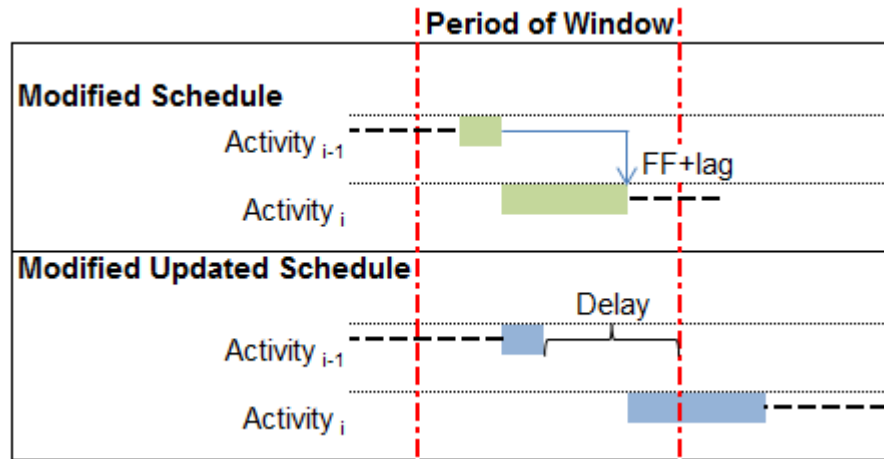 Period of Window
Modified Schedule
Activity i-1
FF+lag
Activity i
Modified Updated Schedule
Delay
Activity i-1
Activity i